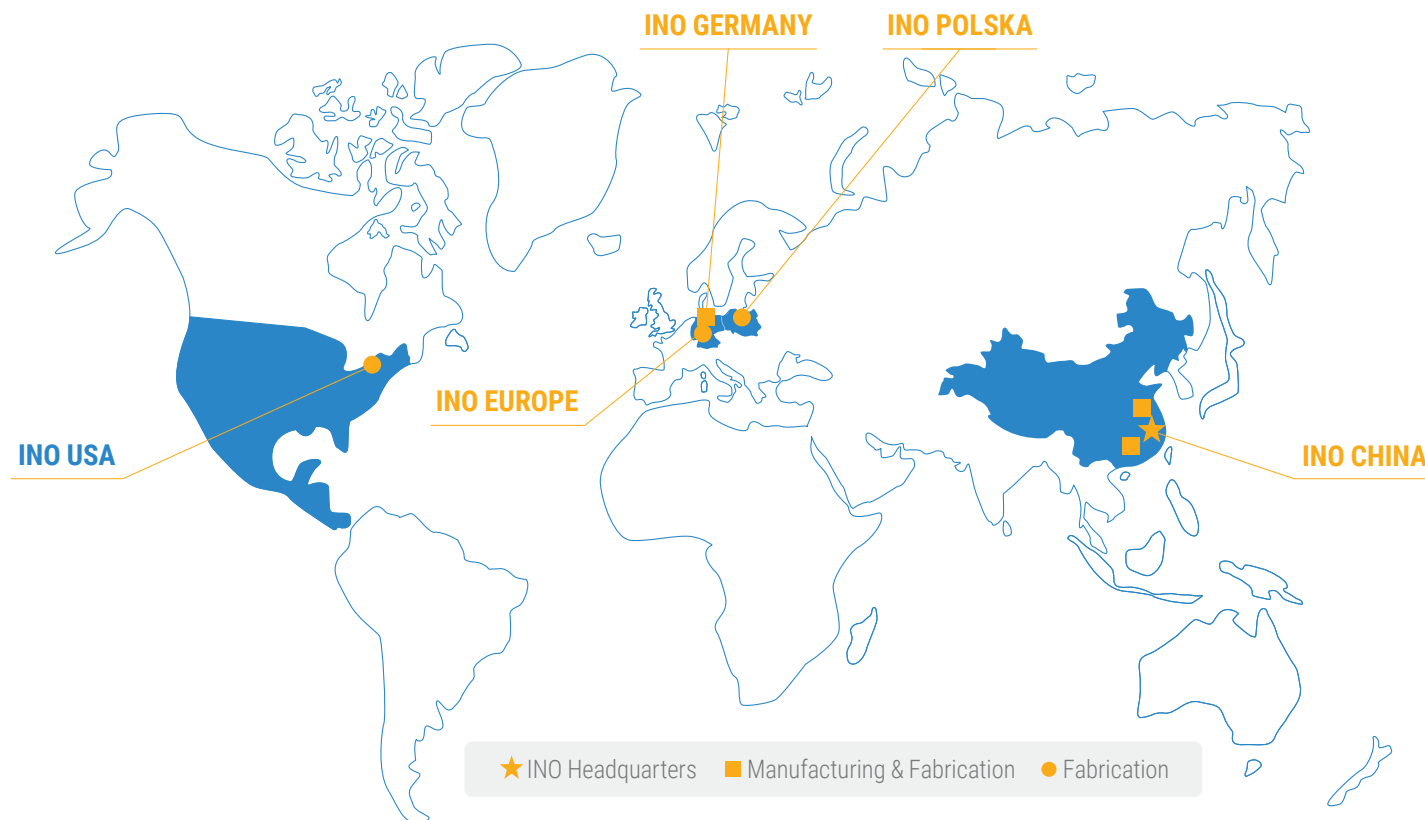 INO GERMANY
INO POLSKA
INO EUROPE
INO USA
INO CHINA
INO Headquarters
Manufacturing & Fabrication
Fabrication